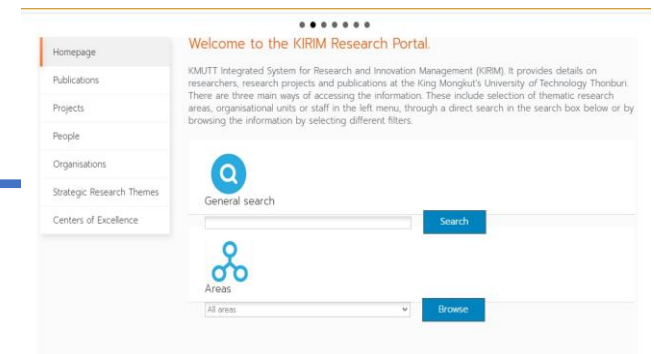 Welcome to the KIRIM Research Portal.
Homepage
Publications
Projects
People
Organisations
Strategic Research Themes
Centers of Excellence
KMUTT Integrated System for Research and Innovation Management (KIRIM). It provides details on
researchers, research projects and publications at the King Mongkut's University of Technology Thonburi.
There are three main ways of accessing the information. These include selection of thematic research
areas, organisational units or staff in the left menu, through a direct search in the search box below or by
browsing the information by selecting different filters.
General search
Search
Areas
All areas
Browse